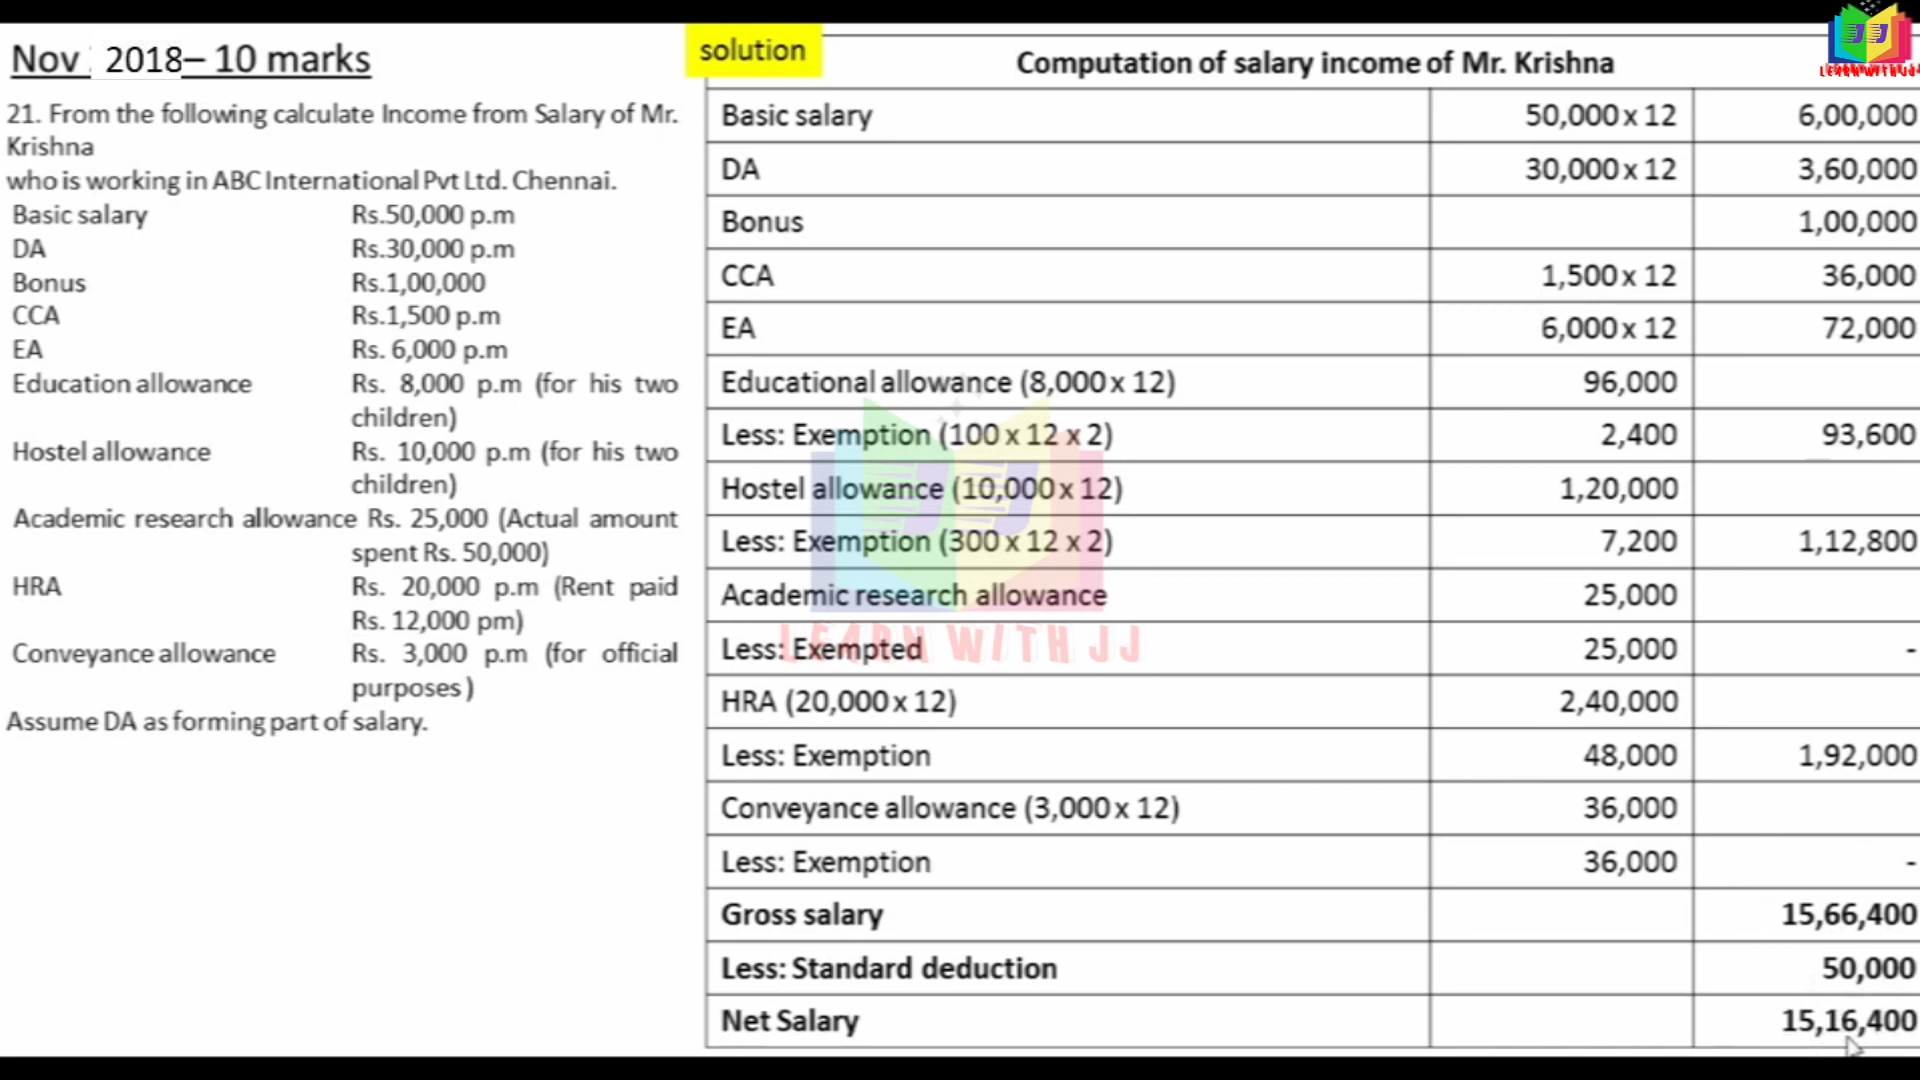 Nov 2018– 10 marks
21. From the following calculate Income from Salary of Mr.
Krishna
who is working in ABC International Pvt Ltd. Chennai.
Basic salary Rs.50,000 p.m
DA Rs.30,000 p.m
Bonus Rs.1,00,000
CCA Rs.1,500 p.m
EA Rs. 6,000 p.m
Education allowance Rs. 8,000 p.m (for his two
children)
Hostel allowance Rs. 10,000 p.m (for his two
children)
Academic research allowance Rs. 25,000 (Actual amount
spent Rs. 50,000)
HRA Rs. 20,000 p.m (Rent paid
Rs. 12,000 pm)
Conveyance allowance Rs. 3,000 p.m (for official
purposes)
Assume DA as forming part of salary.
solution
Computation of salary income of Mr. Krishna
Basic salary 50,000 x 12 6,00,000
DA 30,000 x 12 3,60,000
Bonus 1,00,000
CCA 1,500 x 12 36,000
EA 6,000 x 12 72,000
Educational allowance (8,000 x 12) 96,000
Less: Exemption (100 x 12 x 2) 2,400 93,600
Hostel allowance (10,000 x 12) 1,20,000
Less: Exemption (300 x 12 x 2) 7,200 1,12,800
Academic research allowance 25,000
Less: Exempted 25,000 -
HRA (20,000 x 12) 2,40,000
Less: Exemption 48,000 1,92,000
Conveyance allowance (3,000 x 12) 36,000
Less: Exemption 36,000 -
Gross salary 15,66,400
Less: Standard deduction 50,000
Net Salary 15,16,400
JJ
LEARN WITH JJ
JJ
LEARN WITH JJ